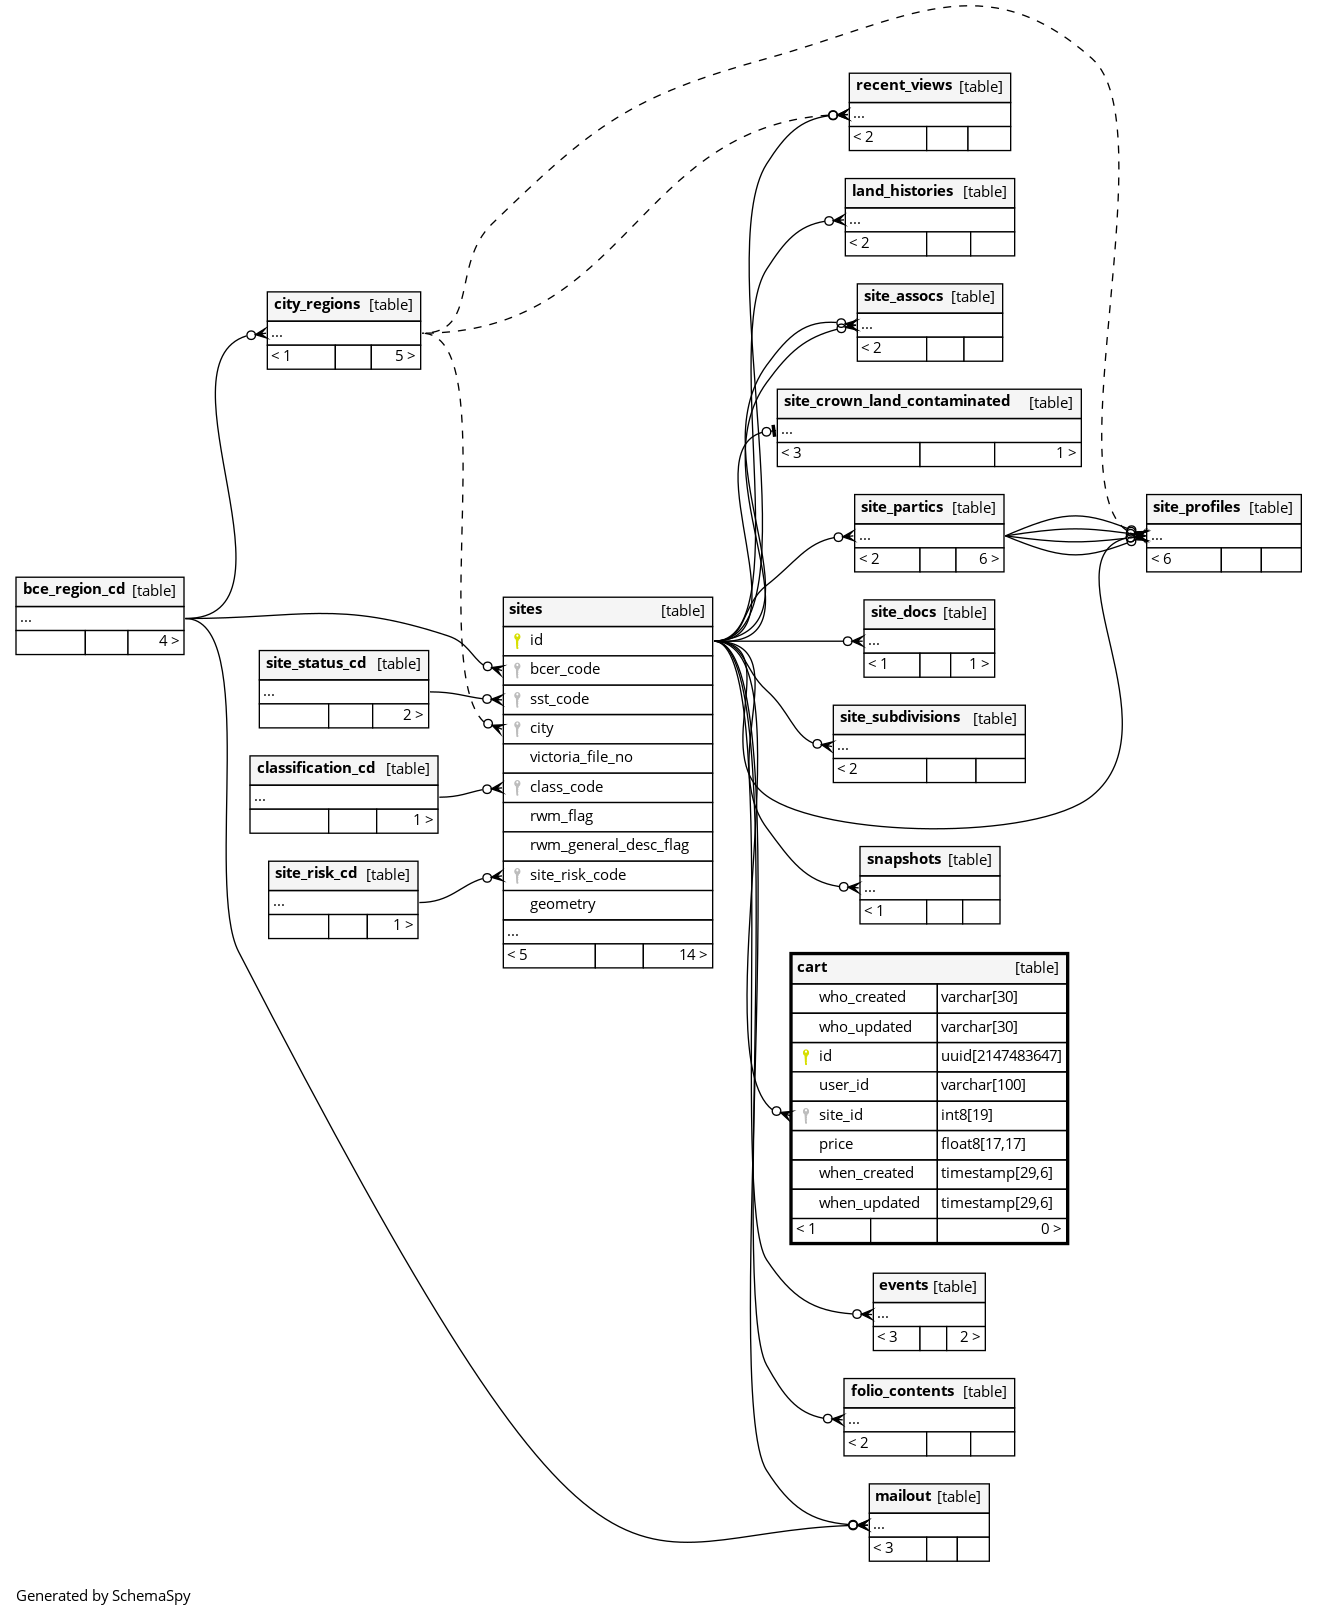 recent_views [table]
...
< 2
land_histories [table]
...
< 2
site_assocs [table]
...
< 2
city_regions [table]
...
< 1 5 >
site_crown_land_contaminated [table]
...
< 3 1 >
site_partics [table]
...
< 2 6 >
site_profiles [table]
...
< 6
bce_region_cd [table]
...
4 >
sites [table]
id
bcer_code
sst_code
city
victoria_file_no
class_code
rwm_flag
rwm_general_desc_flag
site_risk_code
geometry
...
< 5 14 >
site_status_cd [table]
...
2 >
classification_cd [table]
...
1 >
site_risk_cd [table]
...
1 >
site_docs [table]
...
< 1 1 >
site_subdivisions [table]
...
< 2
snapshots [table]
...
< 1
cart [table]
who_created varchar[30]
who_updated varchar[30]
id uuid[2147483647]
user_id varchar[100]
site_id int8[19]
price float8[17,17]
when_created timestamp[29,6]
when_updated timestamp[29,6]
< 1 0 >
events [table]
...
< 3 2 >
folio_contents [table]
...
< 2
mailout [table]
...
< 3
Generated by SchemaSpy